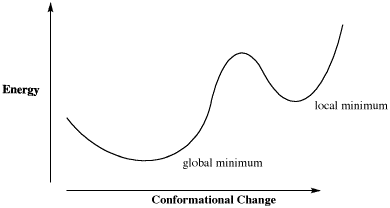 Energy
local minimum
global minimum
Conformational Change